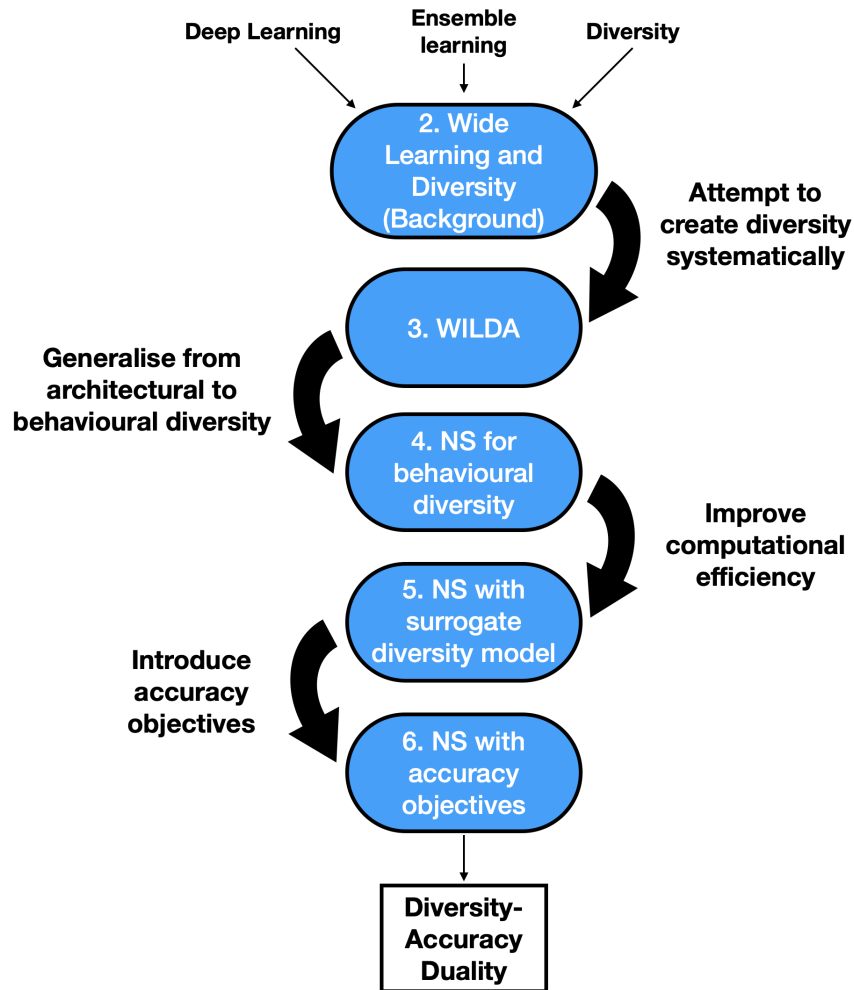 Deep Learning
Ensemble
learning
Diversity
2. Wide
Learning and
Diversity
(Background)
Attempt to
create diversity
systematically
3. WILDA
Generalise from
architectural to
behavioural diversity
4. NS for
behavioural
diversity
Improve
computational
efficiency
5. NS with
surrogate
diversity model
Introduce
accuracy
objectives
6. NS with
accuracy
objectives
Diversity-
Accuracy
Duality